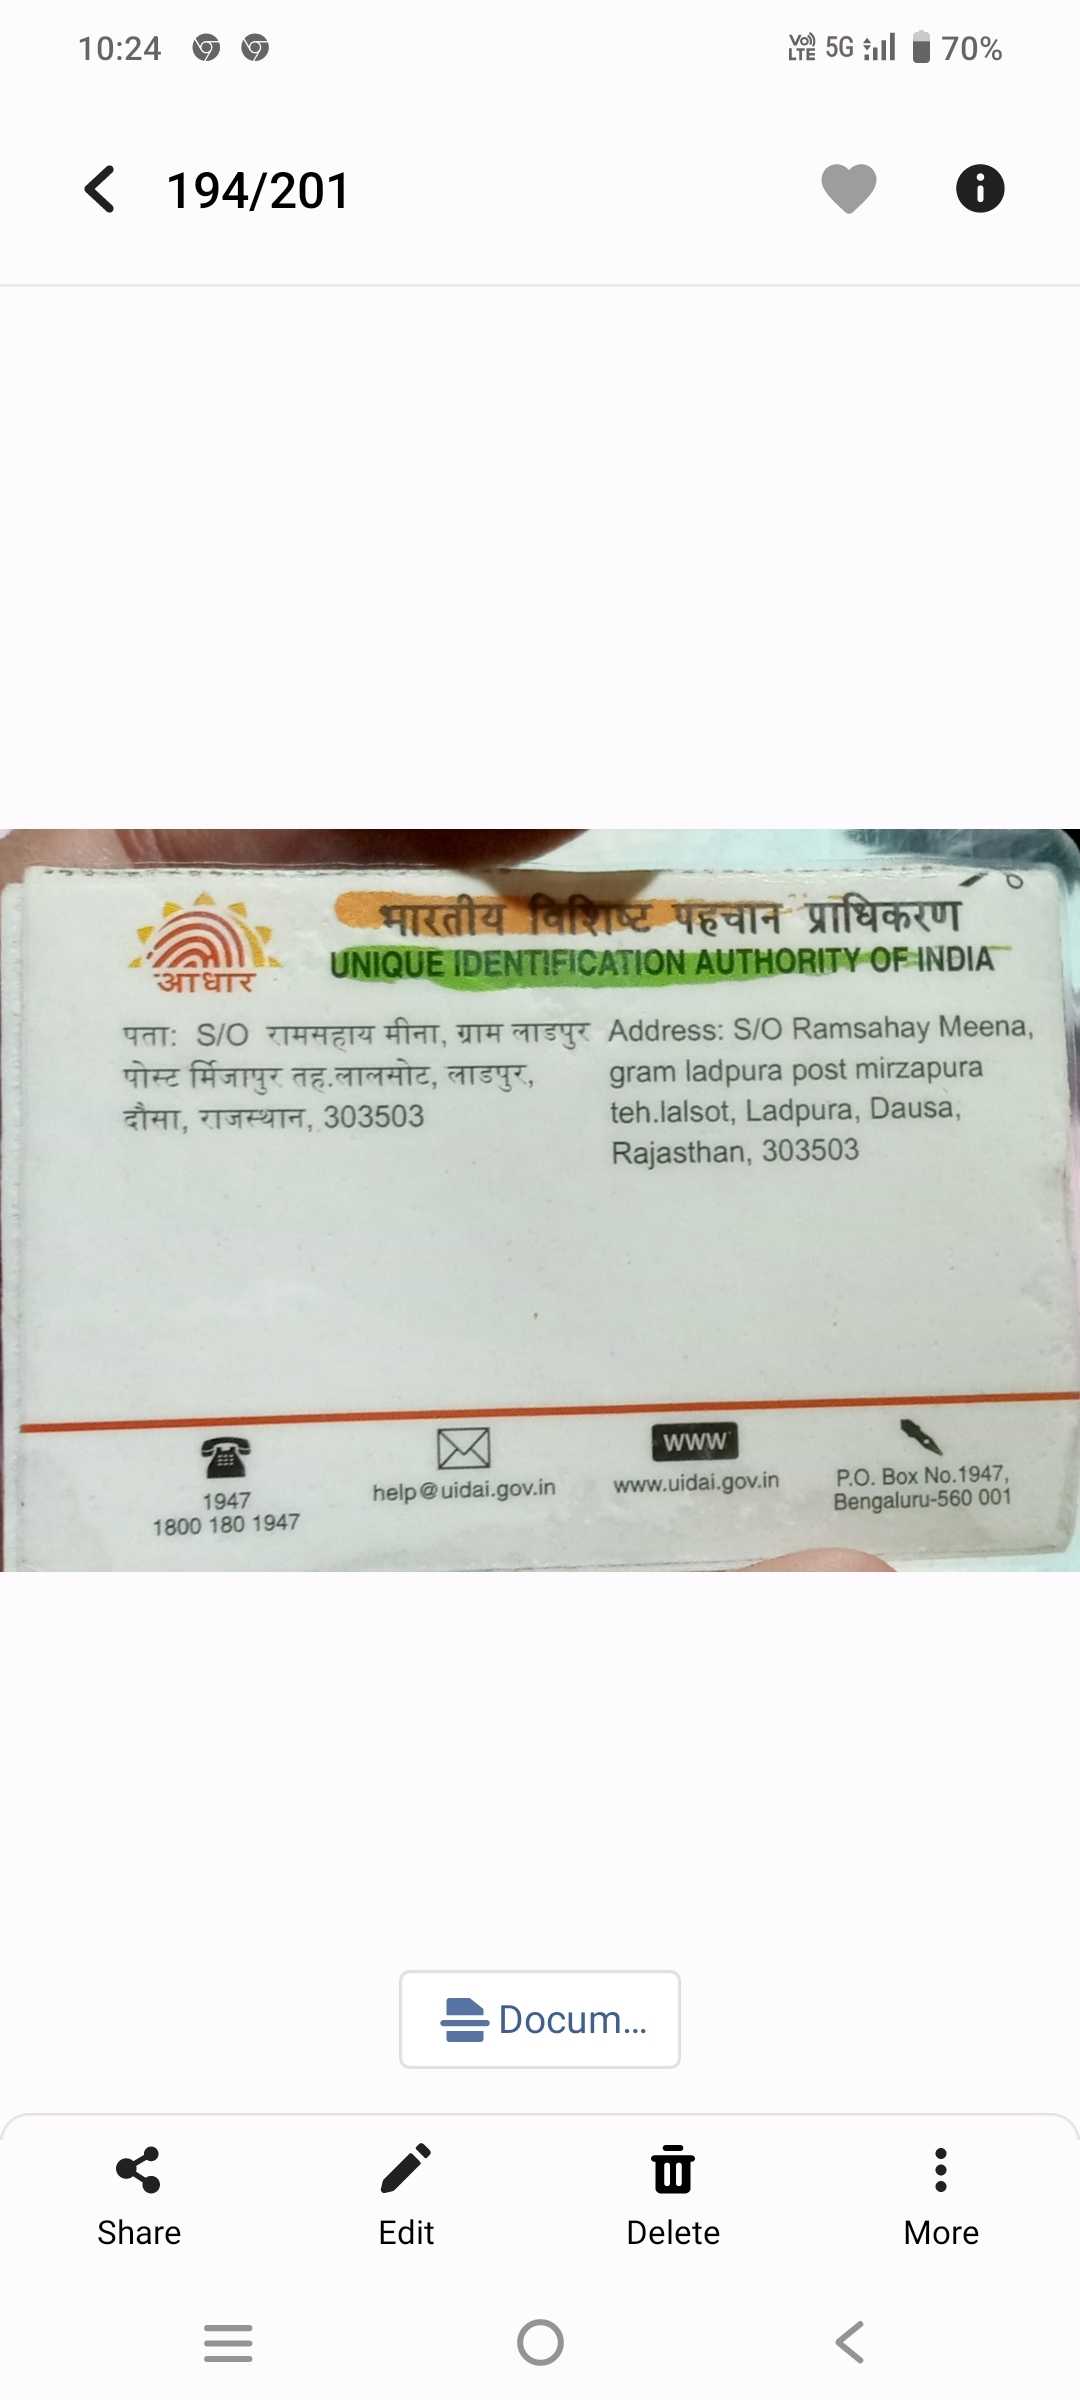 10:24 VoLTE 5G 70%
194/201
भारतीय विशिष्ट पहचान प्राधिकरण
UNIQUE IDENTIFICATION AUTHORITY OF INDIA
आधार
पता: S/O रामसहाय मीना, ग्राम लाडपुर
पोस्ट र्मिजापुर तह.लालसोट, लाडपुर,
दौसा, राजस्थान, 303503
Address: S/O Ramsahay Meena,
gram ladpura post mirzapura
teh.lalsot, Ladpura, Dausa,
Rajasthan, 303503
1947
1800 180 1947
help@uidai.gov.in
www
www.uidai.gov.in
P.O. Box No.1947,
Bengaluru-560 001
Docum...
Share Edit Delete More